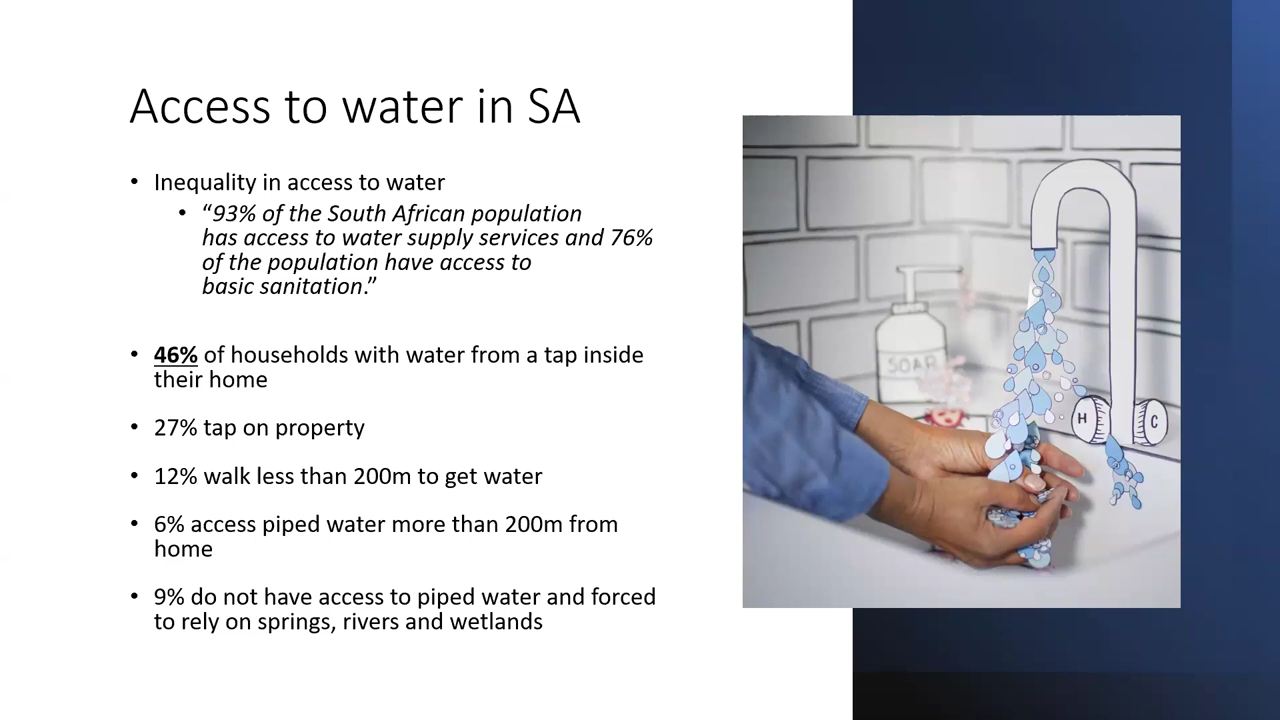 Access to water in SA
• Inequality in access to water
• “93% of the South African population
has access to water supply services and 76%
of the population have access to
basic sanitation.”
• 46% of households with water from a tap inside
their home
• 27% tap on property
• 12% walk less than 200m to get water
• 6% access piped water more than 200m from
home
• 9% do not have access to piped water and forced
to rely on springs, rivers and wetlands
SOAP
H
C